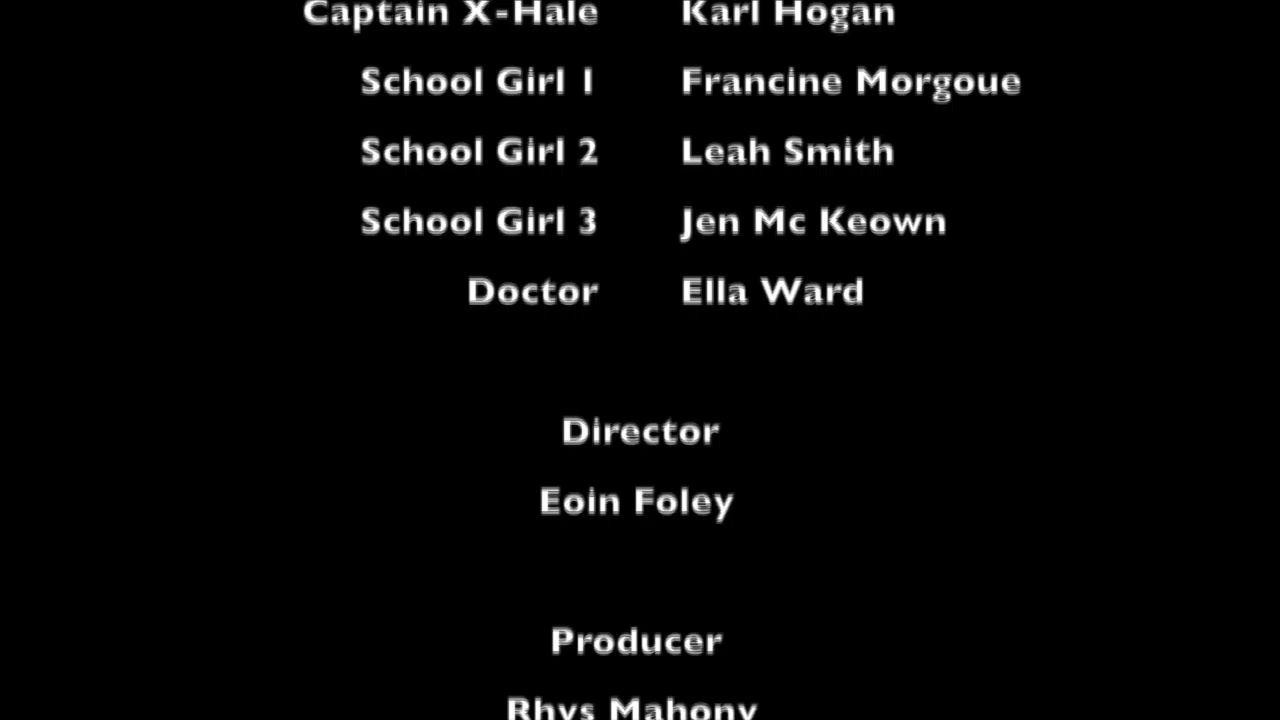 Captain X-Hale Karl Hogan
School Girl 1 Francine Morgoue
School Girl 2 Leah Smith
School Girl 3 Jen Mc Keown
Doctor Ella Ward
Director
Eoin Foley
Producer
Rhys Mahony